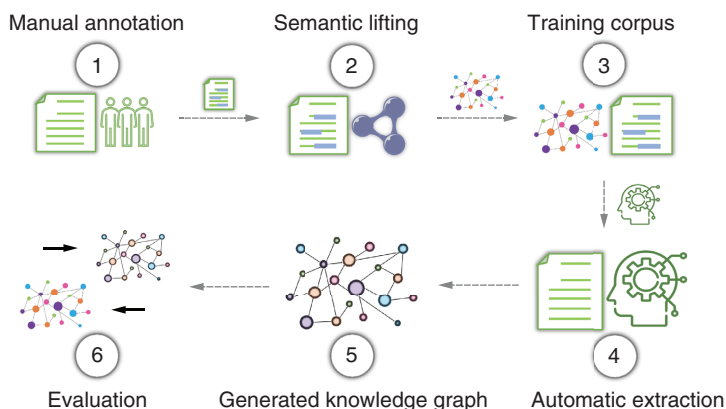 Manual annotation
Semantic lifting
Training corpus
1
2
3
6
5
4
Evaluation
Generated knowledge graph
Automatic extraction